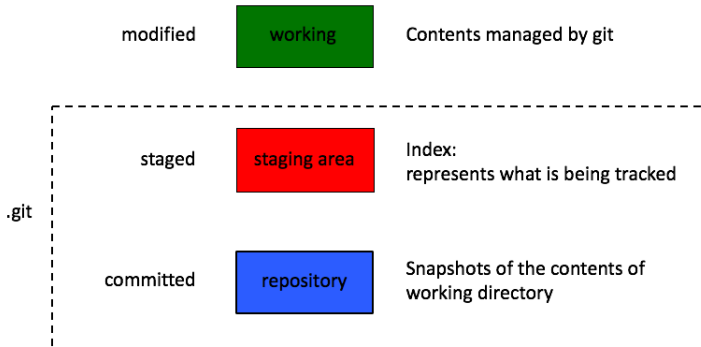 modified working Contents managed by git
staged staging area Index:
represents what is being tracked
.git
committed repository Snapshots of the contents of
working directory